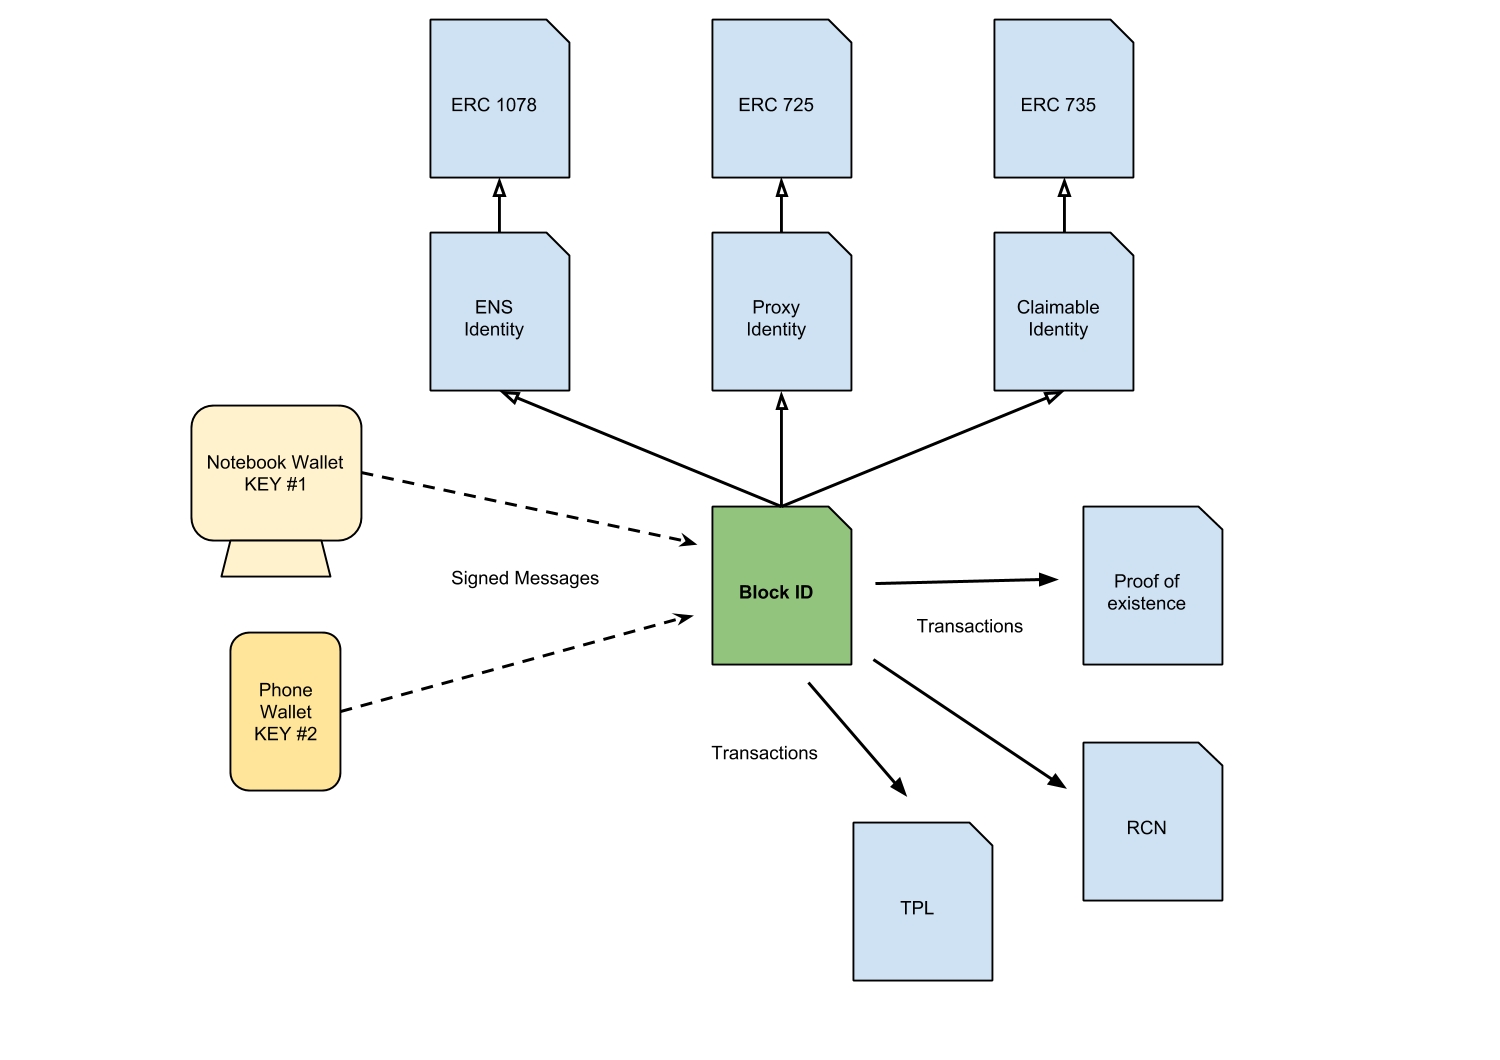 ERC 1078
ERC 725
ERC 735
ENS
Identity
Proxy
Identity
Claimable
Identity
Notebook Wallet
KEY #1
Signed Messages
Block ID
Proof of
existence
Transactions
Phone
Wallet
KEY #2
Transactions
RCN
TPL